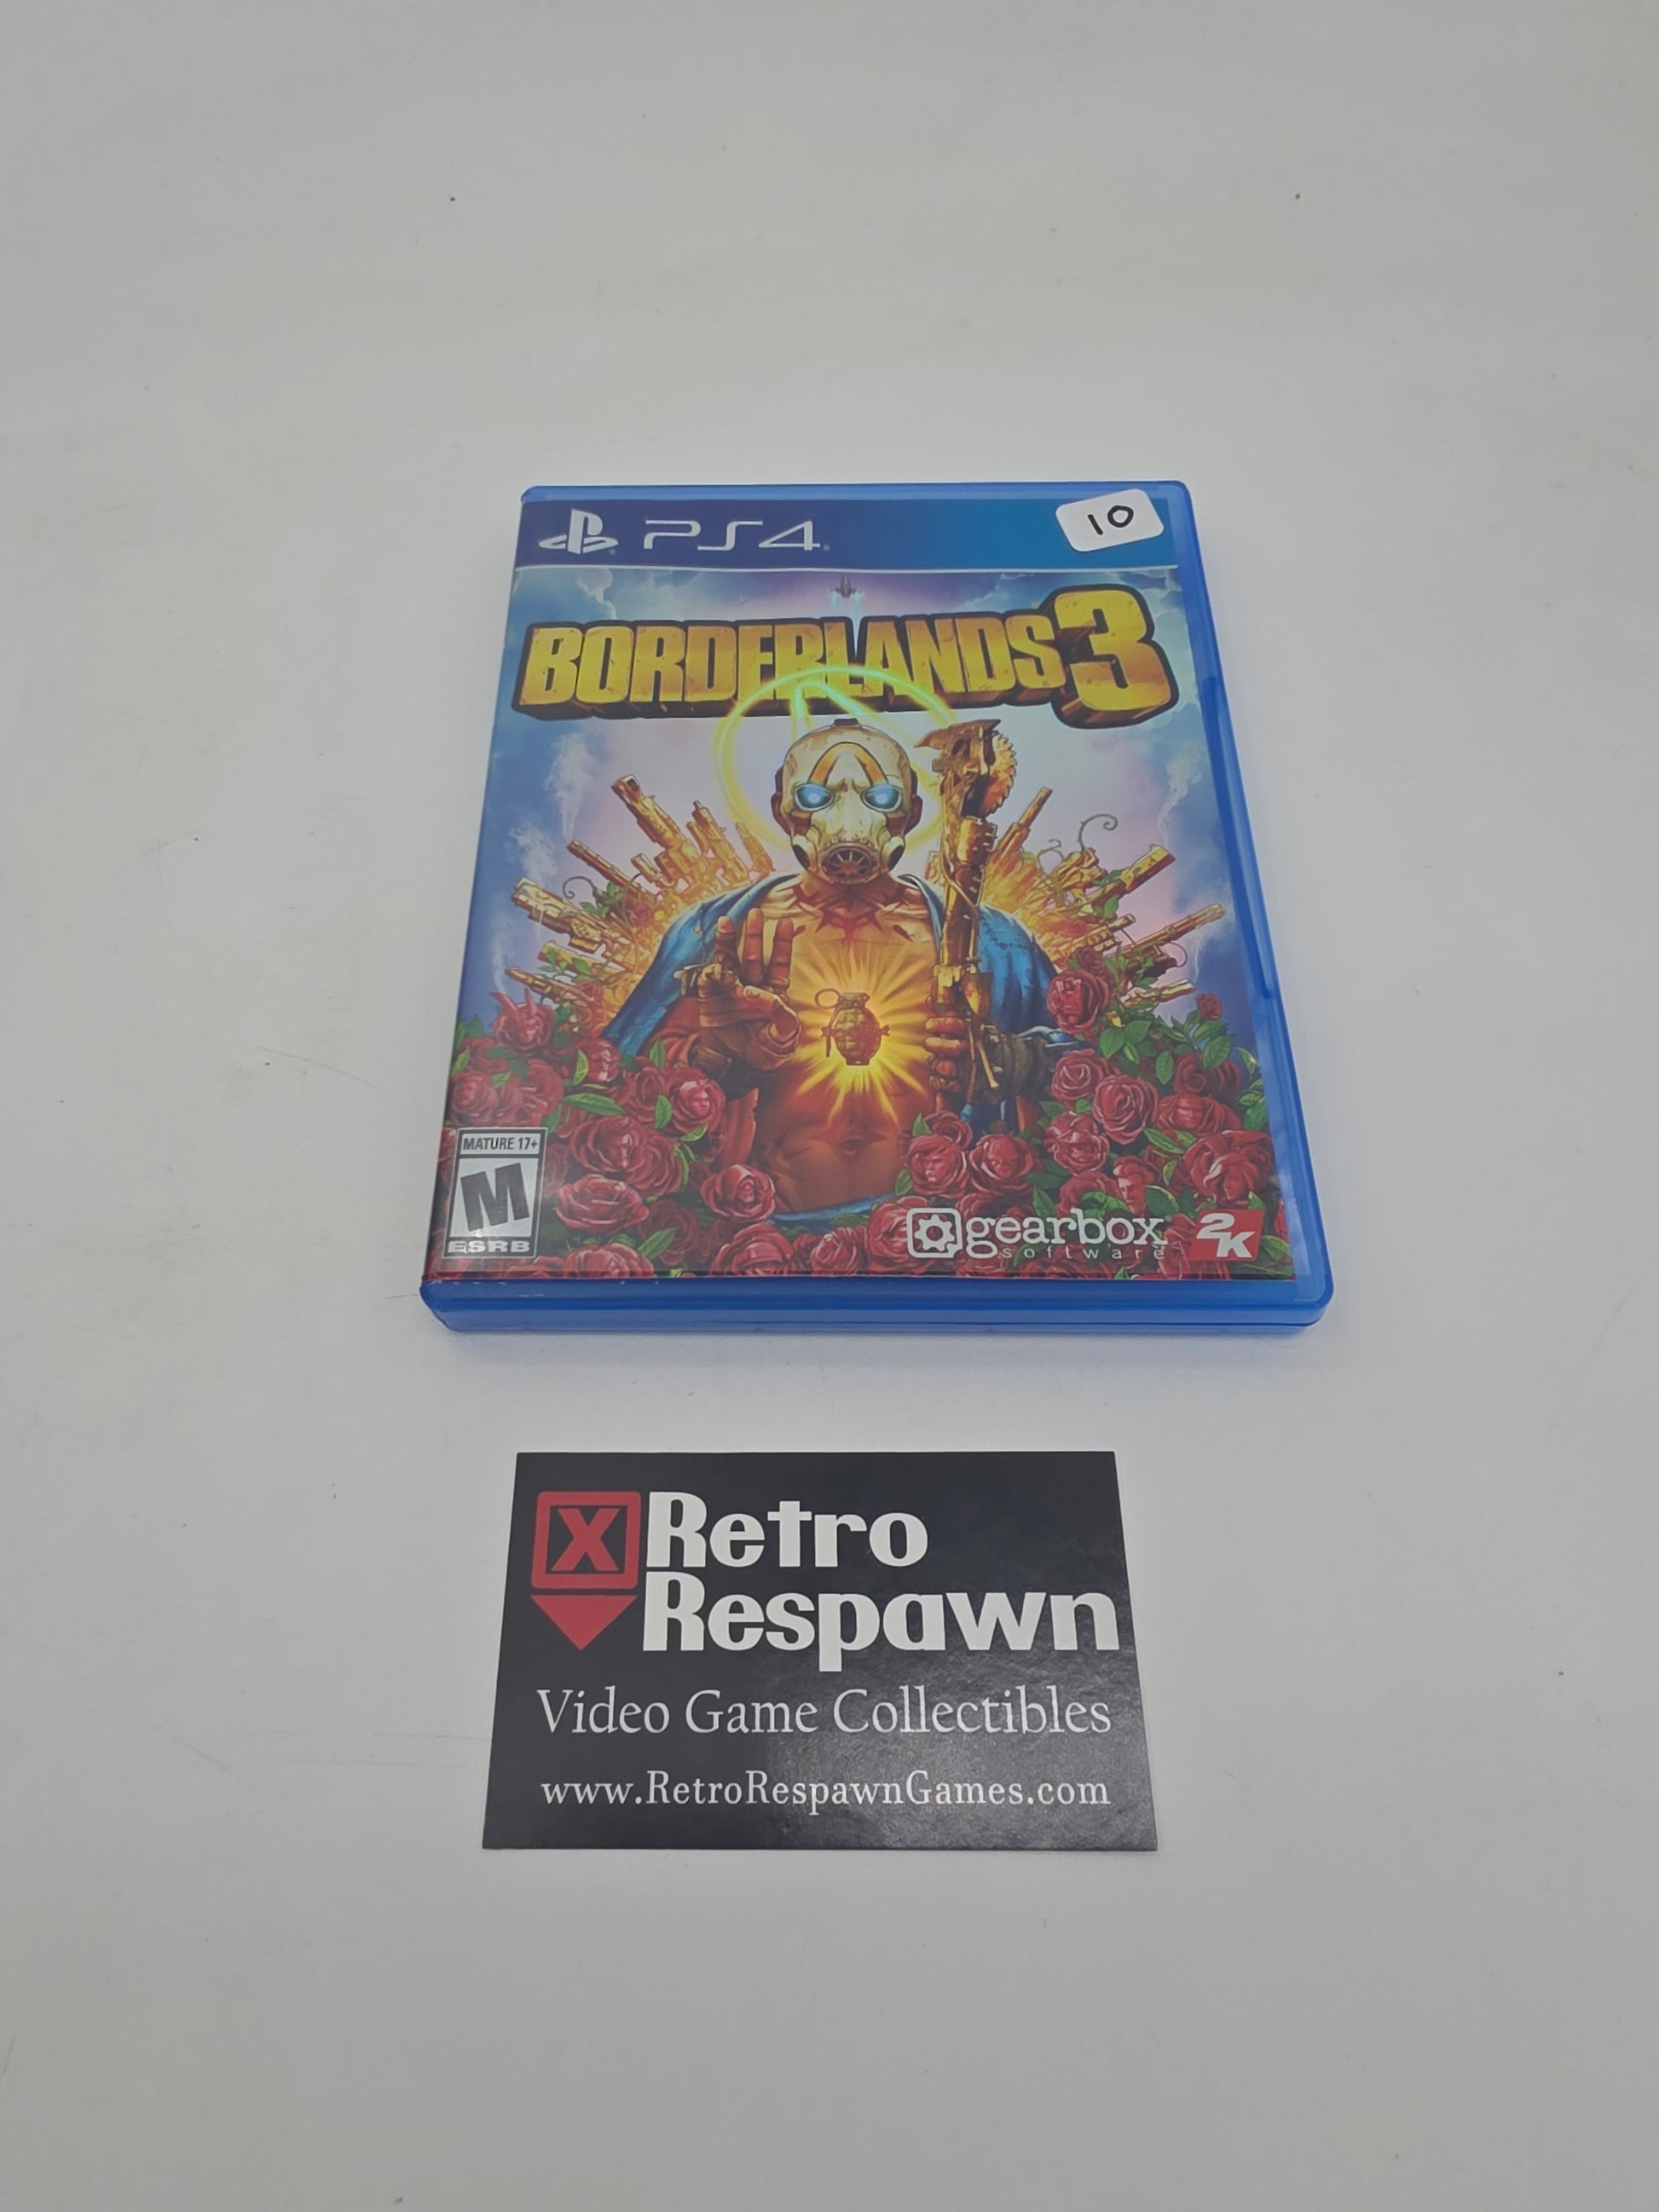 PS4
10
BORDERLANDS 3
MATURE 17+
M
ESRB
gearbox
software
2K
X Retro
Respawn
Video Game Collectibles
www.RetroRespawnGames.com